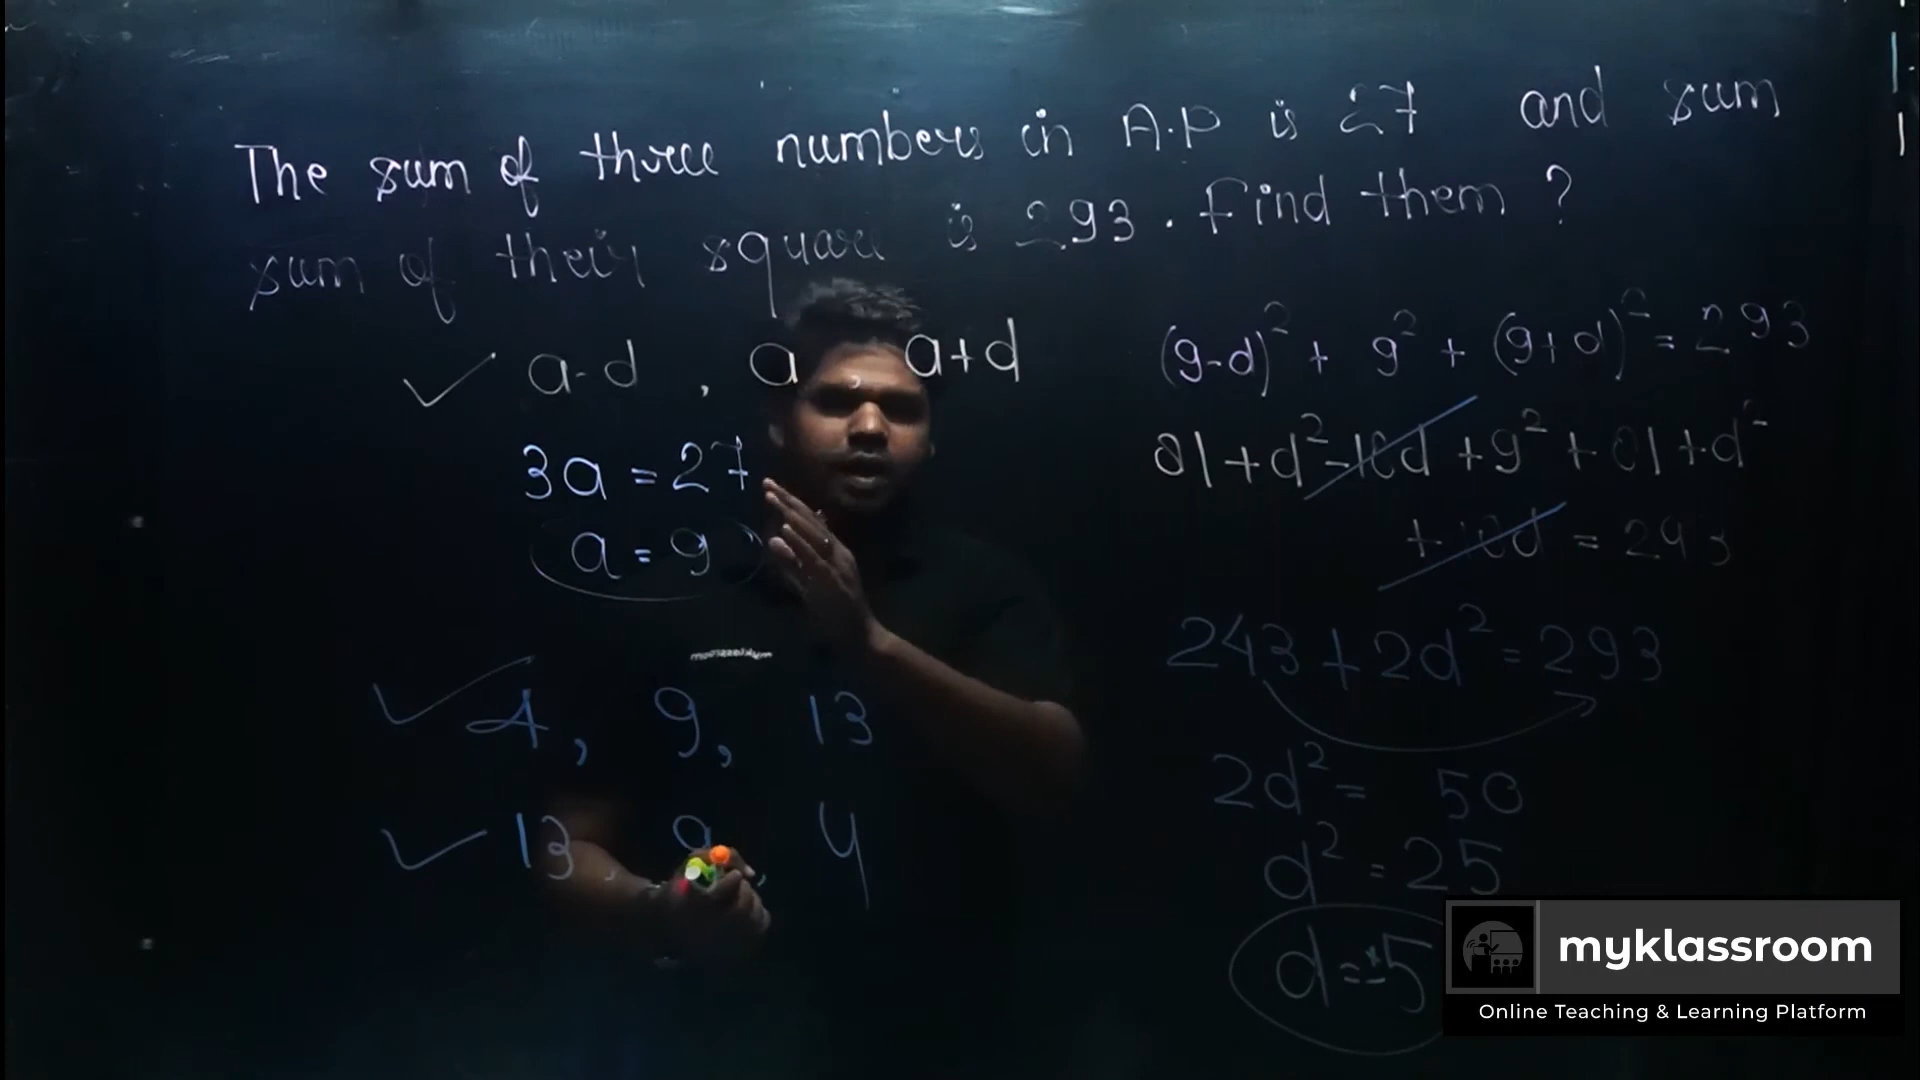 The sum of three numbers in A.P is 27 and sum
sum of their square is 293. Find them ?
a-d , a , a+d
3a = 27
a = 9
4, 9, 13
13, 9, 4
(9-d)² + 9² + (9+d)² = 293
81+d²-18d +9² + 81 +d²
+ 18d = 293
243 + 2d² = 293
2d² = 50
d² = 25
d = ±5
myklassroom
Online Teaching & Learning Platform